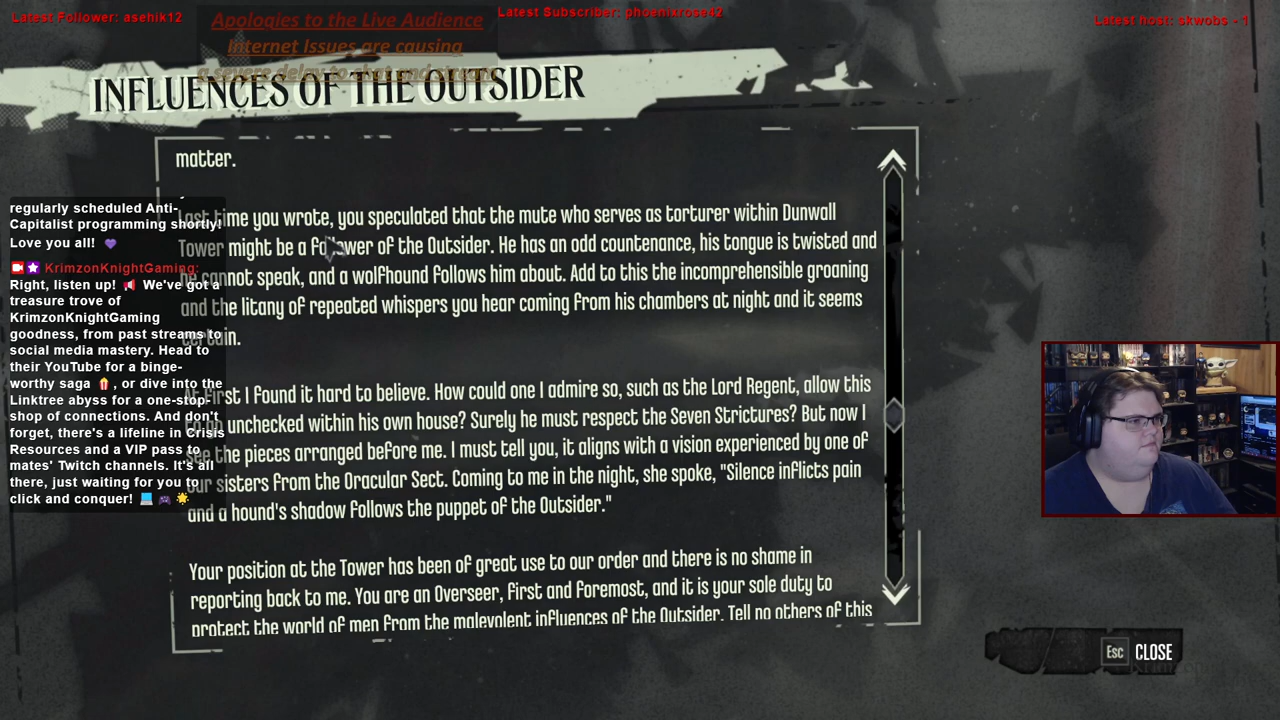 Latest Follower: asehik12
Apologies to the Live Audience
Latest Subscriber: phoenixrose42
Latest host: skwobs - 1
Internet Issues are causing
a severe delay to chat and stream
INFLUENCES OF THE OUTSIDER
matter.
Last time you wrote, you speculated that the mute who serves as torturer within Dunwall
Tower might be a follower of the Outsider. He has an odd countenance, his tongue is twisted and
he cannot speak, and a wolfhound follows him about. Add to this the incomprehensible groaning
and the litany of repeated whispers you hear coming from his chambers at night and it seems
certain.
At first I found it hard to believe. How could one I admire so, such as the Lord Regent, allow this
to go unchecked within his own house? Surely he must respect the Seven Strictures? But now I
see the pieces arranged before me. I must tell you, it aligns with a vision experienced by one of
our sisters from the Oracular Sect. Coming to me in the night, she spoke, "Silence inflicts pain
and a hound's shadow follows the puppet of the Outsider."
Your position at the Tower has been of great use to our order and there is no shame in
reporting back to me. You are an Overseer, first and foremost, and it is your sole duty to
protect the world of men from the malevolent influences of the Outsider. Tell no others of this
regularly scheduled Anti-
Capitalist programming shortly!
Love you all! 💜
KrimzonKnightGaming:
Right, listen up! 📢 We've got a
treasure trove of
KrimzonKnightGaming
goodness, from past streams to
social media mastery. Head to
their YouTube for a binge-
worthy saga 🍿, or dive into the
Linktree abyss for a one-stop-
shop of connections. And don't
forget, there's a lifeline in Crisis
Resources and a VIP pass to
mates' Twitch channels. It's all
there, just waiting for you to
click and conquer! 💻 🎮 🌟
Esc CLOSE